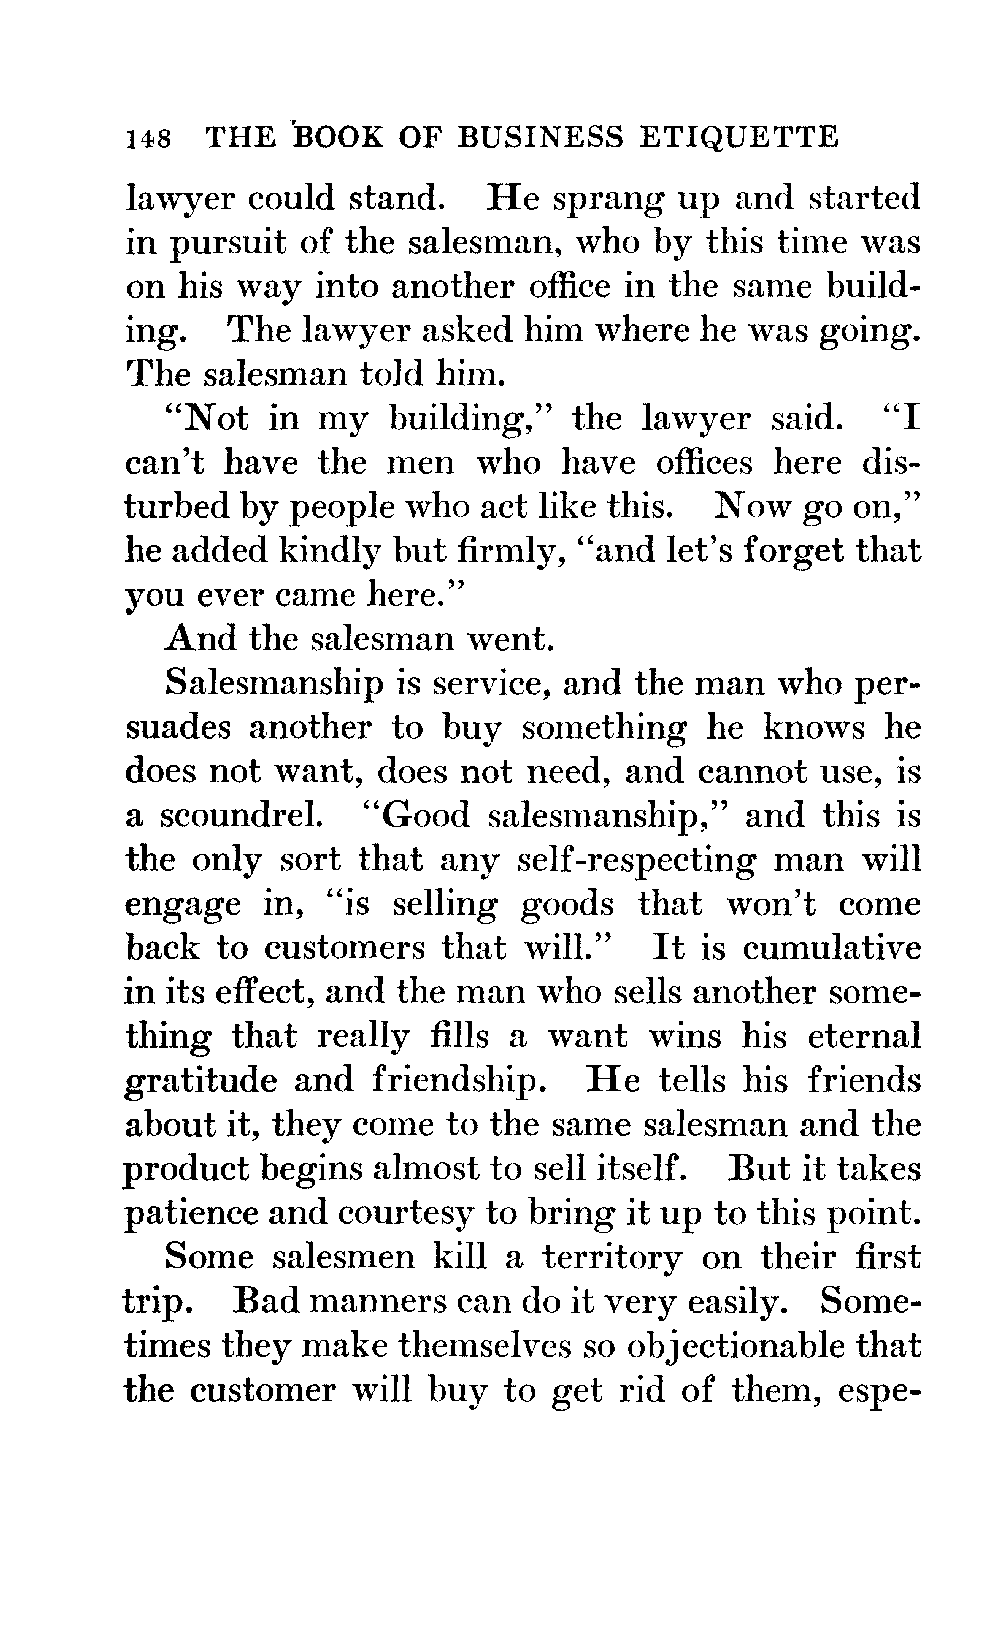 148 THE BOOK OF BUSINESS ETIQUETTE
lawyer could stand. He sprang up and started
in pursuit of the salesman, who by this time was
on his way into another office in the same build-
ing. The lawyer asked him where he was going.
The salesman told him.
“Not in my building,” the lawyer said. “I
can’t have the men who have offices here dis-
turbed by people who act like this. Now go on,”
he added kindly but firmly, “and let’s forget that
you ever came here.”
And the salesman went.
Salesmanship is service, and the man who per-
suades another to buy something he knows he
does not want, does not need, and cannot use, is
a scoundrel. “Good salesmanship,” and this is
the only sort that any self-respecting man will
engage in, “is selling goods that won’t come
back to customers that will.” It is cumulative
in its effect, and the man who sells another some-
thing that really fills a want wins his eternal
gratitude and friendship. He tells his friends
about it, they come to the same salesman and the
product begins almost to sell itself. But it takes
patience and courtesy to bring it up to this point.
Some salesmen kill a territory on their first
trip. Bad manners can do it very easily. Some-
times they make themselves so objectionable that
the customer will buy to get rid of them, espe-